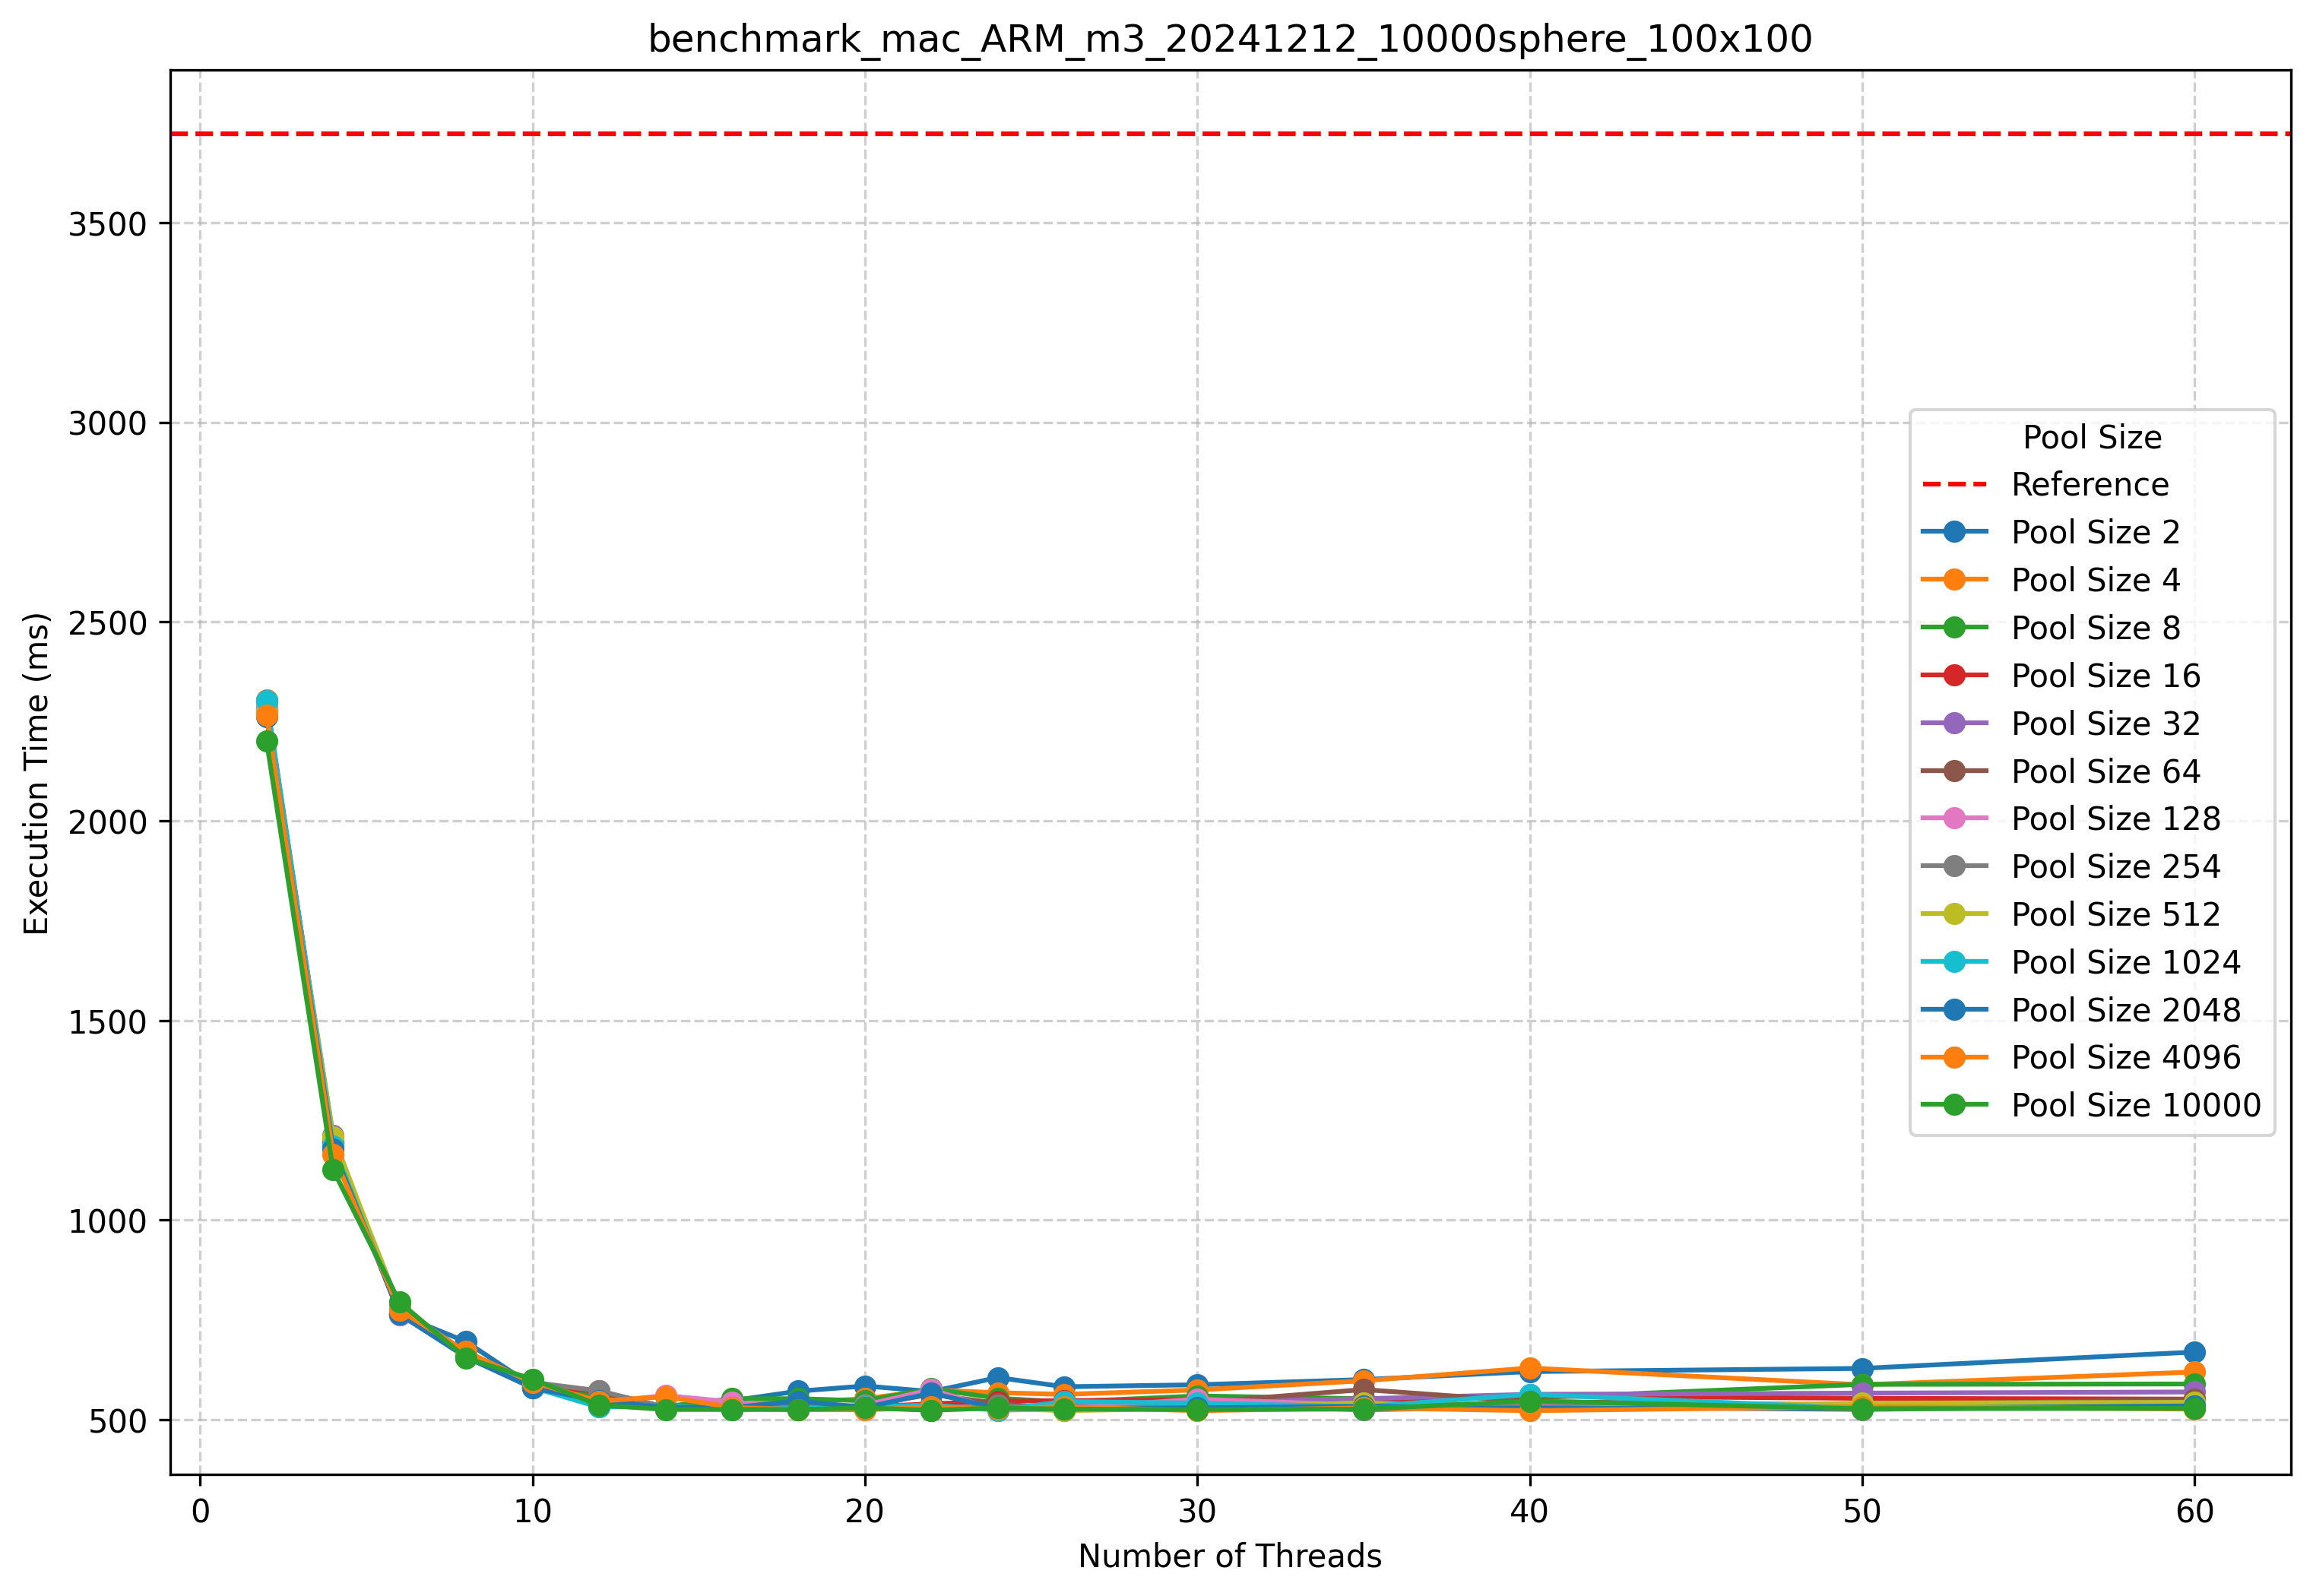 benchmark_mac_ARM_m3_20241212_10000sphere_100x100
Execution Time (ms)
3500
3000
2500
2000
1500
1000
500
0
10
20
30
40
50
60
Number of Threads
Pool Size
Reference
Pool Size 2
Pool Size 4
Pool Size 8
Pool Size 16
Pool Size 32
Pool Size 64
Pool Size 128
Pool Size 254
Pool Size 512
Pool Size 1024
Pool Size 2048
Pool Size 4096
Pool Size 10000